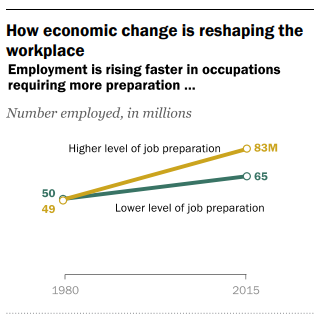 How economic change is reshaping the
workplace
Employment is rising faster in occupations
requiring more preparation ...
Number employed, in millions
Higher level of job preparation
83M
50
65
49
Lower level of job preparation
1980
2015